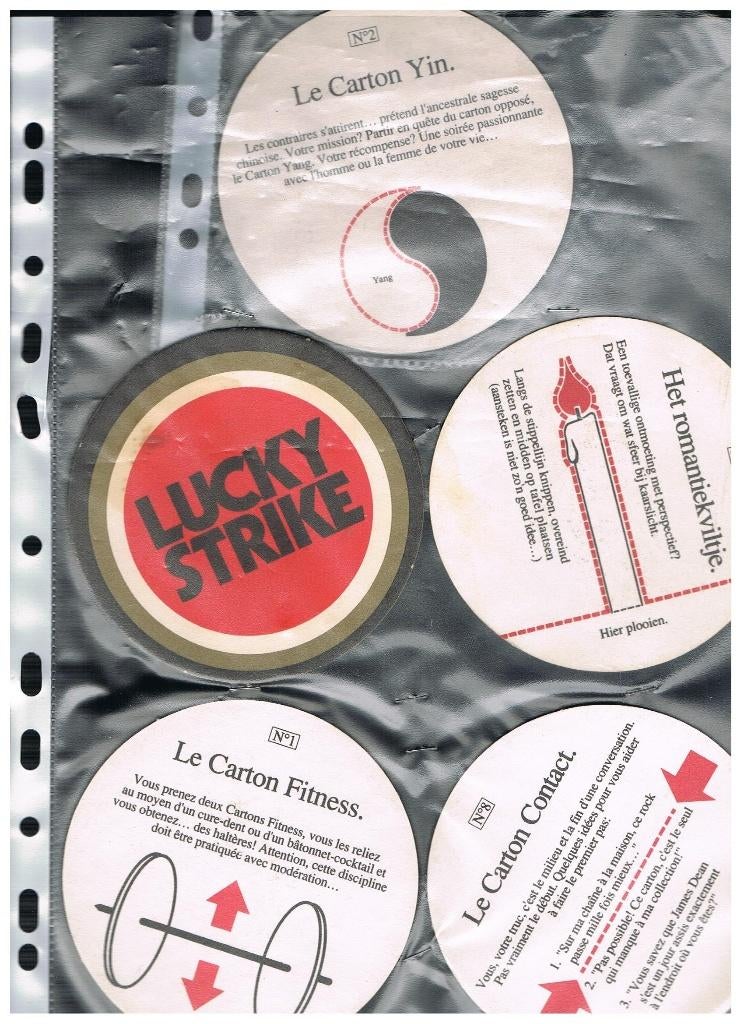 N°2
Le Carton Yin.
Les contraires s'attirent... prétend l'ancestrale sagesse
chinoise. Votre mission? Partir en quête du carton opposé,
le Carton Yang. Votre récompense? Une soirée passionnante
avec l'homme ou la femme de votre vie...
Yang
LUCKY
STRIKE
Het romantiekviltje.
Een toevallige ontmoeting met perspectief?
Dat vraagt om wat sfeer bij kaarslicht.
Langs de stippellijn knippen, overeind
zetten en midden op tafel plaatsen
(aansteken is niet zo'n goed idee...)
Hier plooien.
N°1
Le Carton Fitness.
Vous prenez deux Cartons Fitness, vous les reliez
au moyen d'un cure-dent ou d'un bâtonnet-cocktail et
vous obtenez... des haltères! Attention, cette discipline
doit être pratiquée avec modération...
N°8
Le Carton Contact.
Vous, votre truc, c'est le milieu et la fin d'une conversation.
Pas vraiment le début. Quelques idées pour vous aider
à faire le premier pas:
1. "Sur ma chaîne à la maison, ce rock
passe mille fois mieux..."
2. "Pas possible! Ce carton, c'est le seul
qui manque à ma collection!"
3. "Vous savez que James Dean
s'est un jour assis exactement
à l'endroit où vous êtes?"